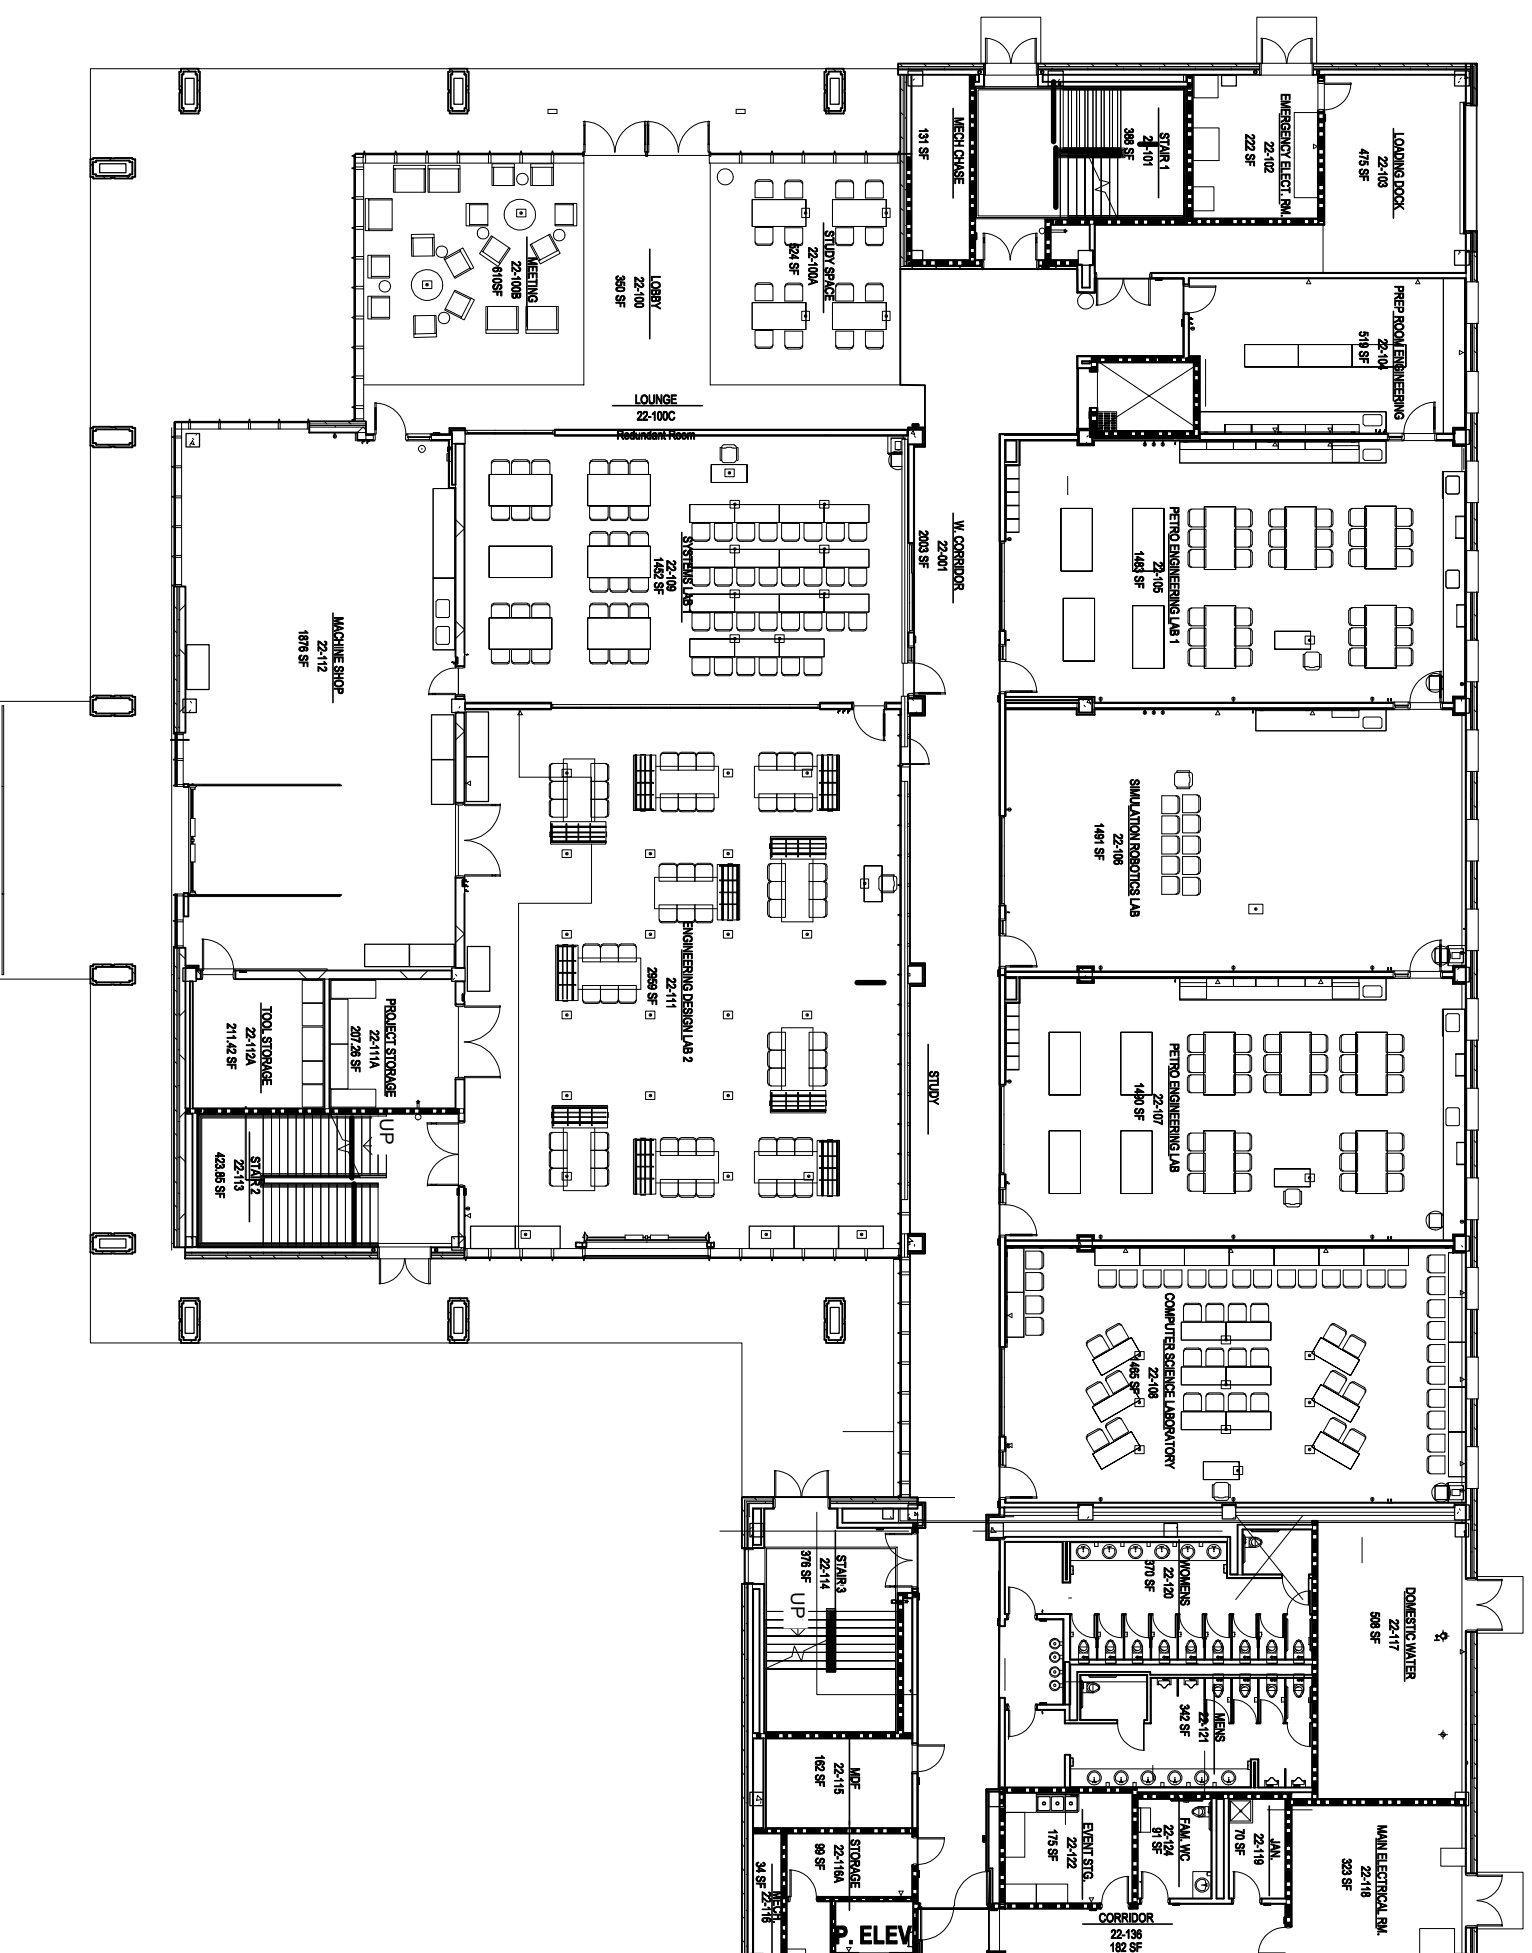 MECH CHASE
131 SF
STAIR 1
22-101
388 SF
EMERGENCY ELECT. RM.
22-102
222 SF
LOADING DOCK
22-103
475 SF
MEETING
22-100B
610SF
LOBBY
22-100
350 SF
STUDY SPACE
22-100A
624 SF
PREP ROOM ENGINEERING
22-104
519 SF
LOUNGE
22-100C
Redundant Room
MACHINE SHOP
22-112
1876 SF
SYSTEMS LAB
22-109
1452 SF
W. CORRIDOR
22-001
2003 SF
PETRO ENGINEERING LAB 1
22-105
1483 SF
SIMULATION ROBOTICS LAB
22-106
1491 SF
ENGINEERING DESIGN LAB 2
22-111
2959 SF
TOOL STORAGE
22-112A
211.42 SF
PROJECT STORAGE
22-111A
207.26 SF
STUDY
PETRO ENGINEERING LAB
22-107
1490 SF
UP
STAIR 2
22-113
423.85 SF
COMPUTER SCIENCE LABORATORY
22-108
1465 SF
STAIR 3
22-114
376 SF
UP
WOMENS
22-120
370 SF
DOMESTIC WATER
22-117
508 SF
MENS
22-121
342 SF
MDF
22-115
162 SF
STORAGE
22-116A
99 SF
MECH.
22-116
34 SF
EVENT STG.
22-122
175 SF
FAM. WC
22-124
91 SF
JAN.
22-119
70 SF
MAIN ELECTRICAL RM.
22-118
323 SF
P. ELEV
CORRIDOR
22-136
182 SF